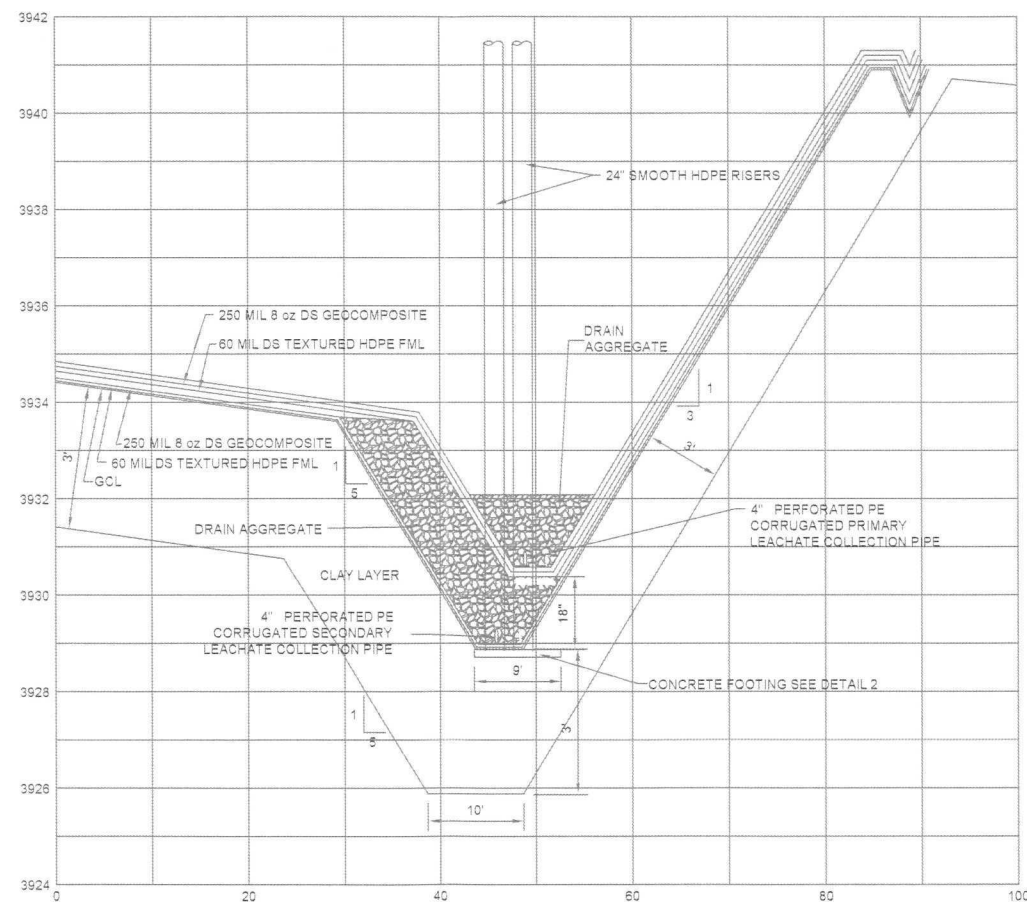 3942
3940
3938
3936
3934
3932
3930
3928
3926
3924
24" SMOOTH HDPE RISERS
250 MIL 8 oz DS GEOCOMPOSITE
60 MIL DS TEXTURED HDPE FML
DRAIN
AGGREGATE
1
3
3'
250 MIL 8 oz DS GEOCOMPOSITE
60 MIL DS TEXTURED HDPE FML
GCL
3'
1
5
DRAIN AGGREGATE
4" PERFORATED PE
CORRUGATED PRIMARY
LEACHATE COLLECTION PIPE
CLAY LAYER
4" PERFORATED PE
CORRUGATED SECONDARY
LEACHATE COLLECTION PIPE
18"
9'
CONCRETE FOOTING SEE DETAIL 2
1
5
3'
10'
0
20
40
60
80
100